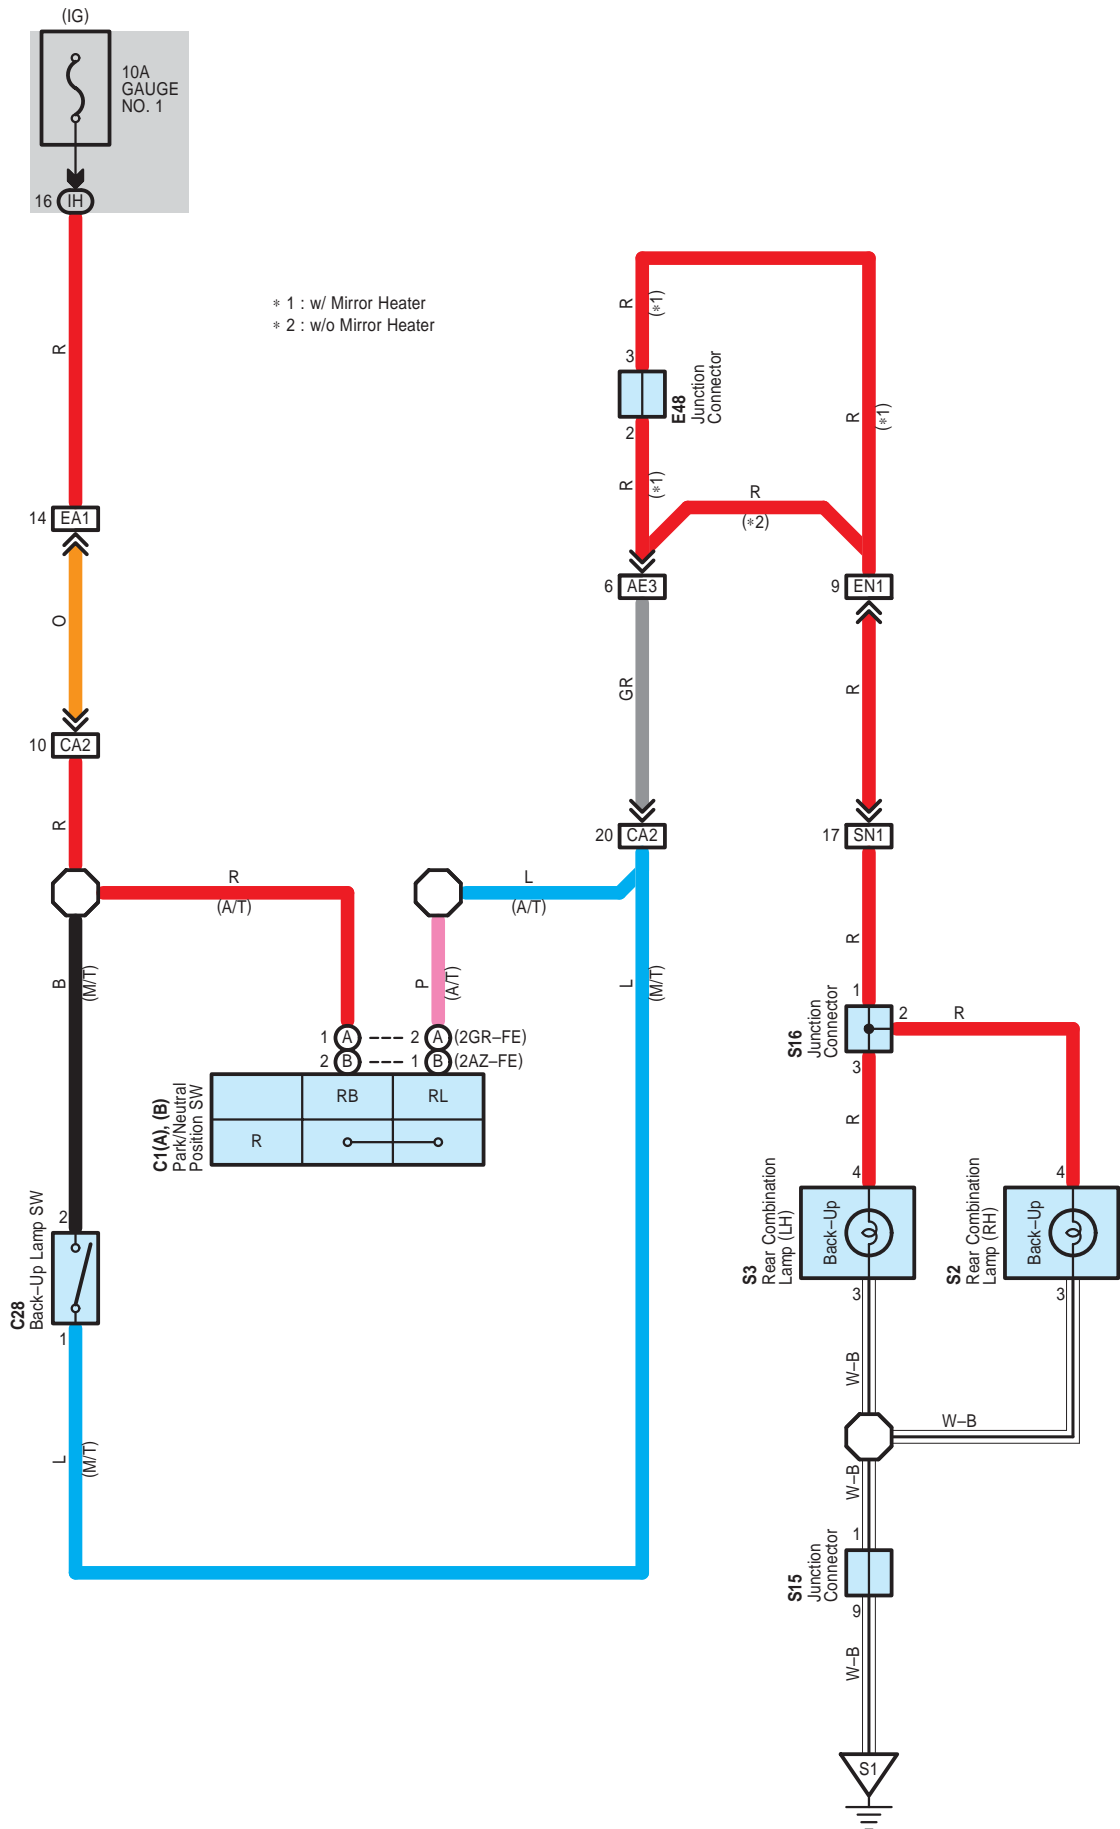 (IG)
10A
GAUGE
NO. 1
16 IH
R
∗ 1 : w/ Mirror Heater
∗ 2 : w/o Mirror Heater
R
(∗1)
3
E48
Junction
Connector
2
R
(∗1)
R
(∗1)
R
(∗2)
14 EA1
O
6 AE3
9 EN1
GR
R
10 CA2
R
20 CA2
17 SN1
R
(A/T)
L
(A/T)
B
(M/T)
P
(A/T)
L
(M/T)
R
1
2
R
S16
Junction
Connector
3
R
1 A 2 A (2GR–FE)
2 B 1 B (2AZ–FE)
RB RL
R
C1(A), (B)
Park/Neutral
Position SW
2
C28
Back–Up Lamp SW
1
4
Back–Up
S3
Rear Combination
Lamp (LH)
3
4
Back–Up
S2
Rear Combination
Lamp (RH)
3
L
(M/T)
W–B
W–B
W–B
1
S15
Junction
Connector
9
W–B
S1